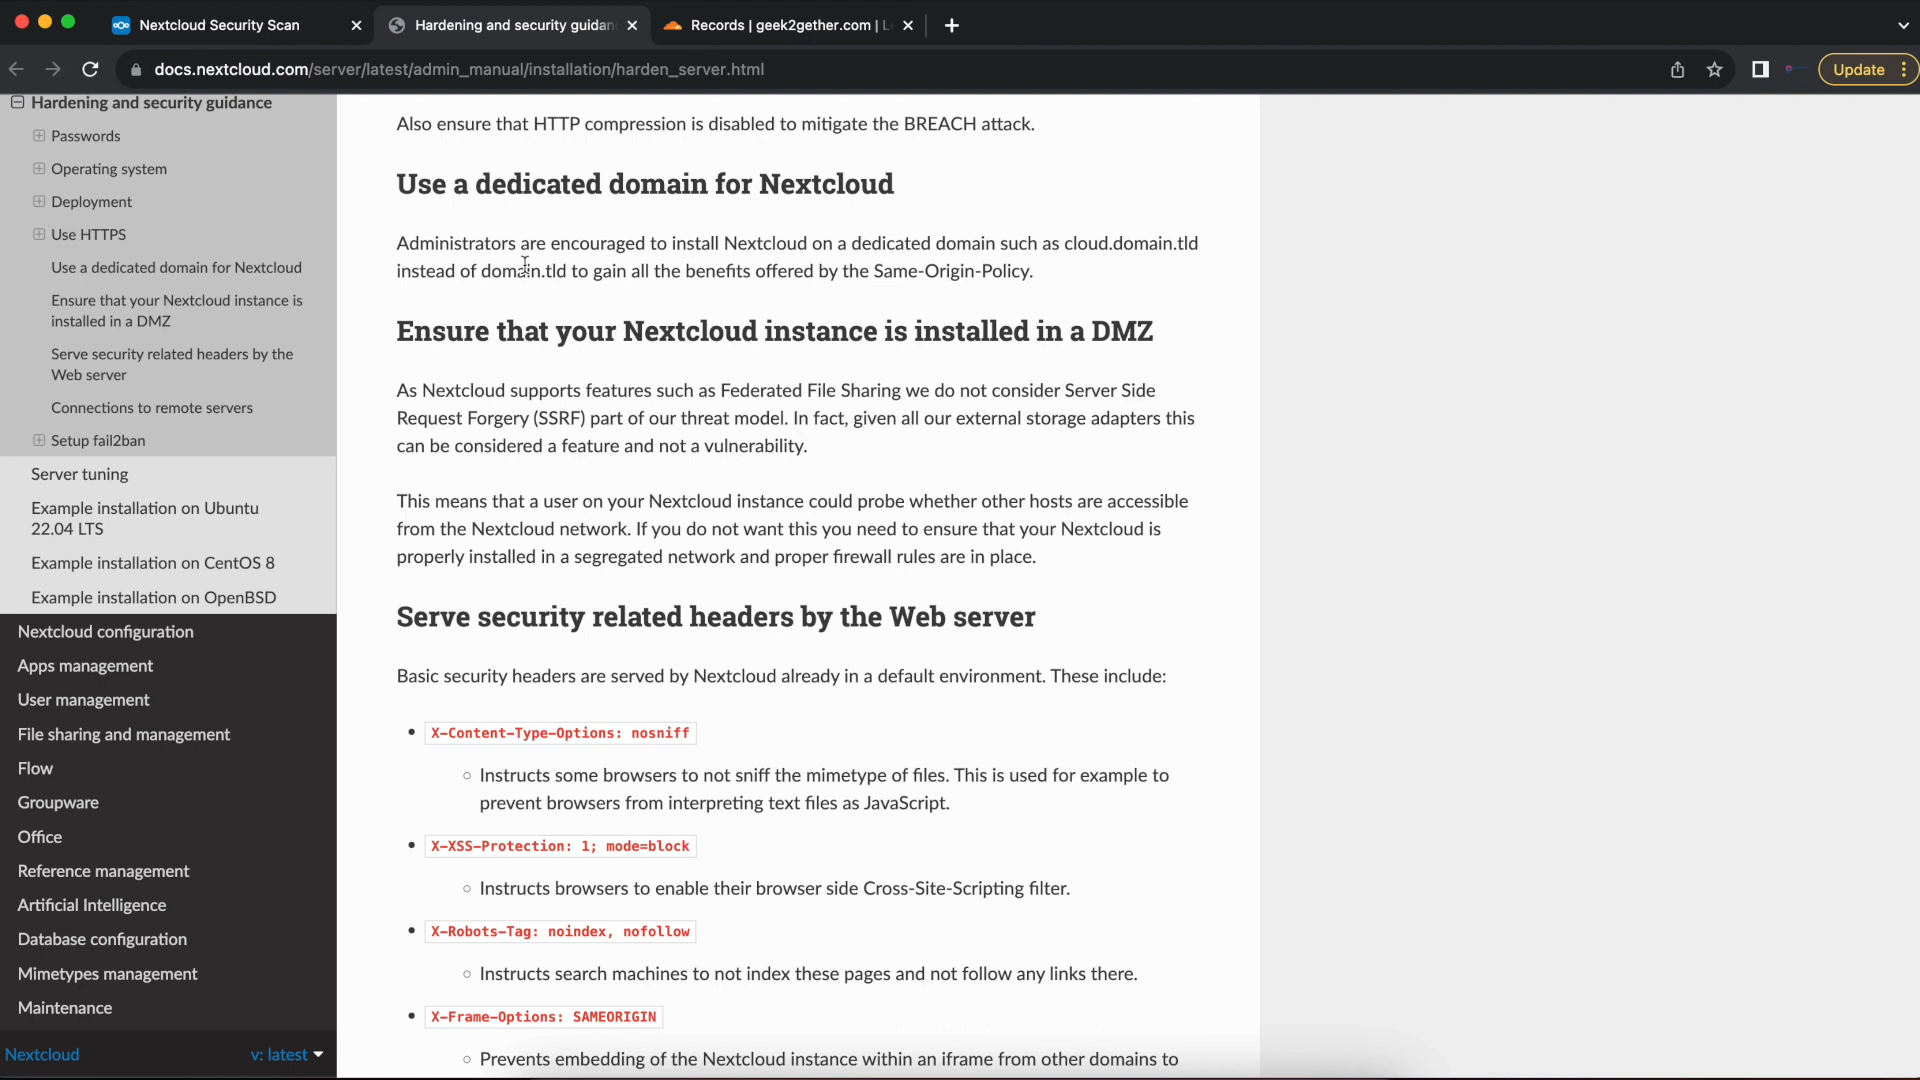 Nextcloud Security Scan
Hardening and security guidan
Records | geek2gether.com | L
docs.nextcloud.com/server/latest/admin_manual/installation/harden_server.html
Update
Hardening and security guidance
Passwords
Operating system
Deployment
Use HTTPS
Use a dedicated domain for Nextcloud
Ensure that your Nextcloud instance is
installed in a DMZ
Serve security related headers by the
Web server
Connections to remote servers
Setup fail2ban
Server tuning
Example installation on Ubuntu
22.04 LTS
Example installation on CentOS 8
Example installation on OpenBSD
Nextcloud configuration
Apps management
User management
File sharing and management
Flow
Groupware
Office
Reference management
Artificial Intelligence
Database configuration
Mimetypes management
Maintenance
Nextcloud
v: latest
Also ensure that HTTP compression is disabled to mitigate the BREACH attack.
Use a dedicated domain for Nextcloud
Administrators are encouraged to install Nextcloud on a dedicated domain such as cloud.domain.tld
instead of domain.tld to gain all the benefits offered by the Same-Origin-Policy.
Ensure that your Nextcloud instance is installed in a DMZ
As Nextcloud supports features such as Federated File Sharing we do not consider Server Side
Request Forgery (SSRF) part of our threat model. In fact, given all our external storage adapters this
can be considered a feature and not a vulnerability.
This means that a user on your Nextcloud instance could probe whether other hosts are accessible
from the Nextcloud network. If you do not want this you need to ensure that your Nextcloud is
properly installed in a segregated network and proper firewall rules are in place.
Serve security related headers by the Web server
Basic security headers are served by Nextcloud already in a default environment. These include:
X-Content-Type-Options: nosniff
Instructs some browsers to not sniff the mimetype of files. This is used for example to
prevent browsers from interpreting text files as JavaScript.
X-XSS-Protection: 1; mode=block
Instructs browsers to enable their browser side Cross-Site-Scripting filter.
X-Robots-Tag: noindex, nofollow
Instructs search machines to not index these pages and not follow any links there.
X-Frame-Options: SAMEORIGIN
Prevents embedding of the Nextcloud instance within an iframe from other domains to